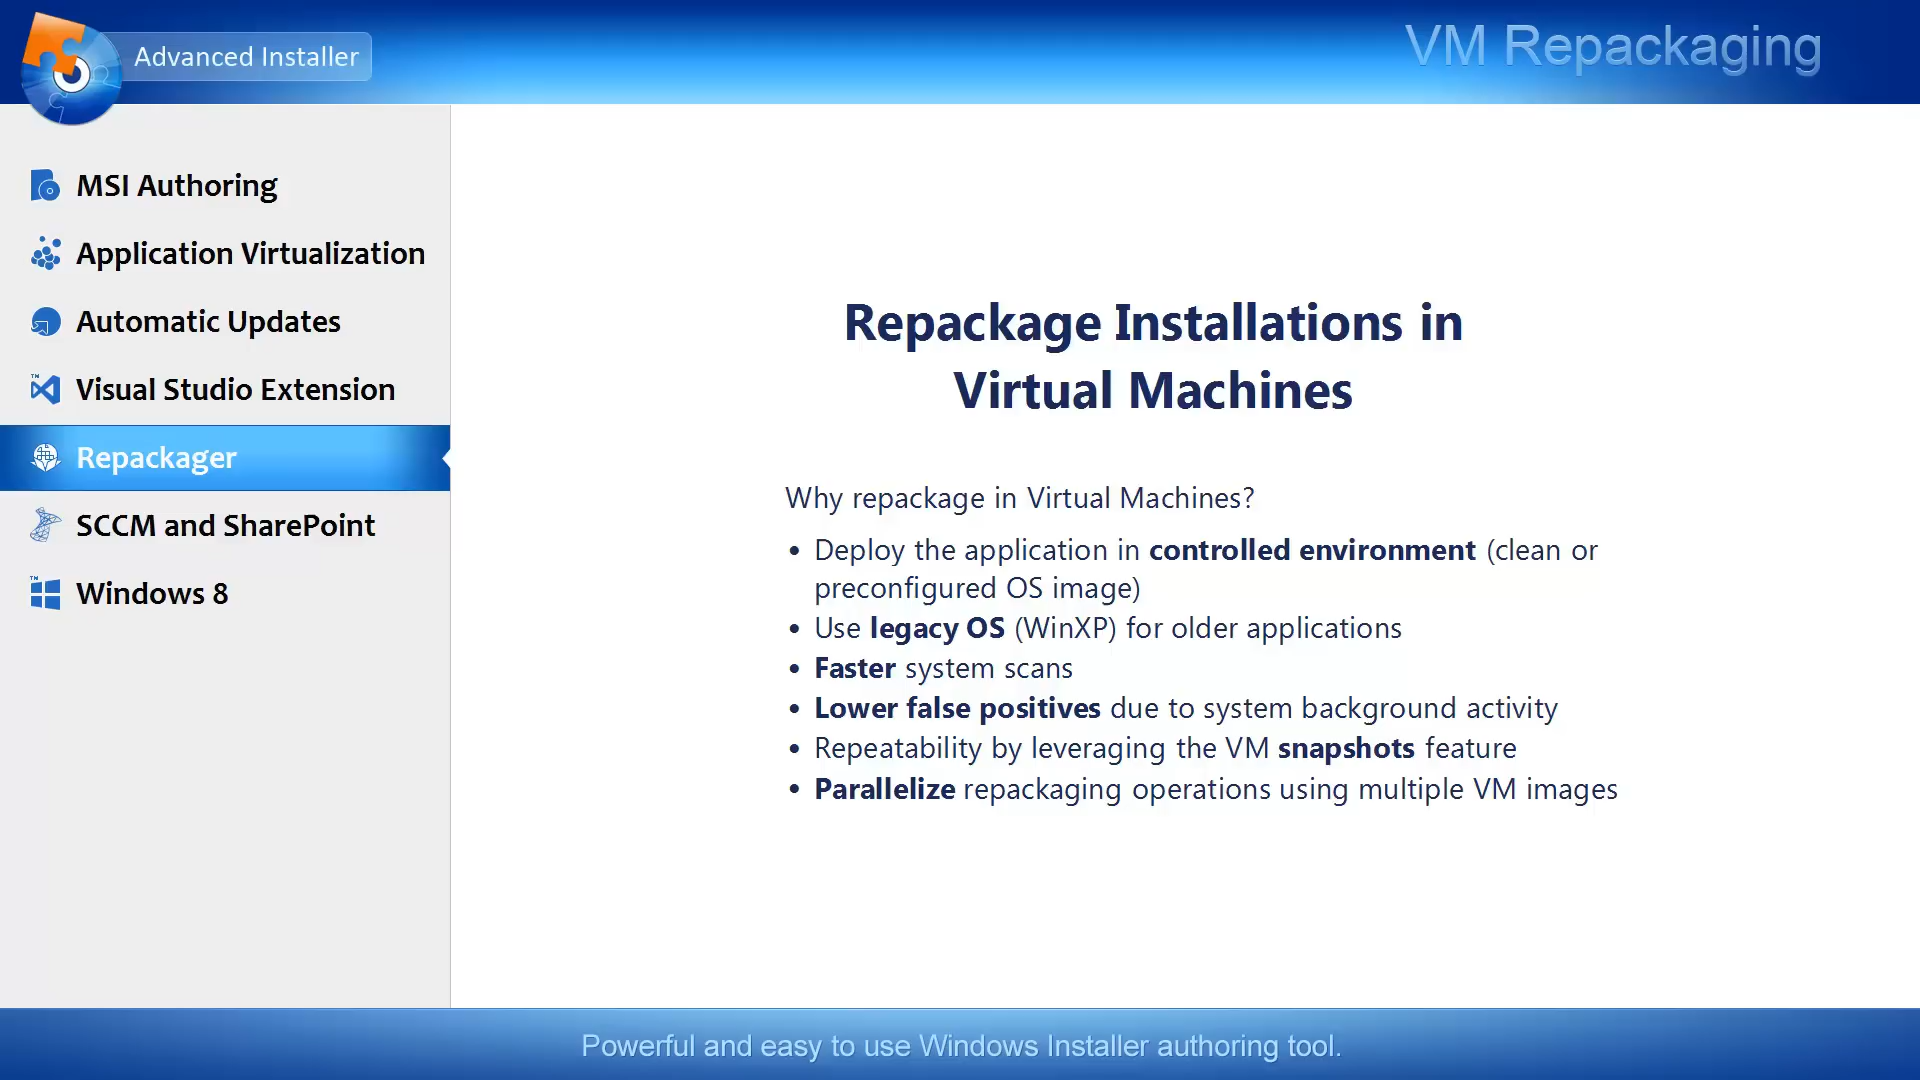 Advanced Installer
VM Repackaging
MSI Authoring
Application Virtualization
Automatic Updates
Visual Studio Extension
Repackager
SCCM and SharePoint
Windows 8
Repackage Installations in
Virtual Machines
Why repackage in Virtual Machines?
• Deploy the application in controlled environment (clean or
preconfigured OS image)
• Use legacy OS (WinXP) for older applications
• Faster system scans
• Lower false positives due to system background activity
• Repeatability by leveraging the VM snapshots feature
• Parallelize repackaging operations using multiple VM images
Powerful and easy to use Windows Installer authoring tool.